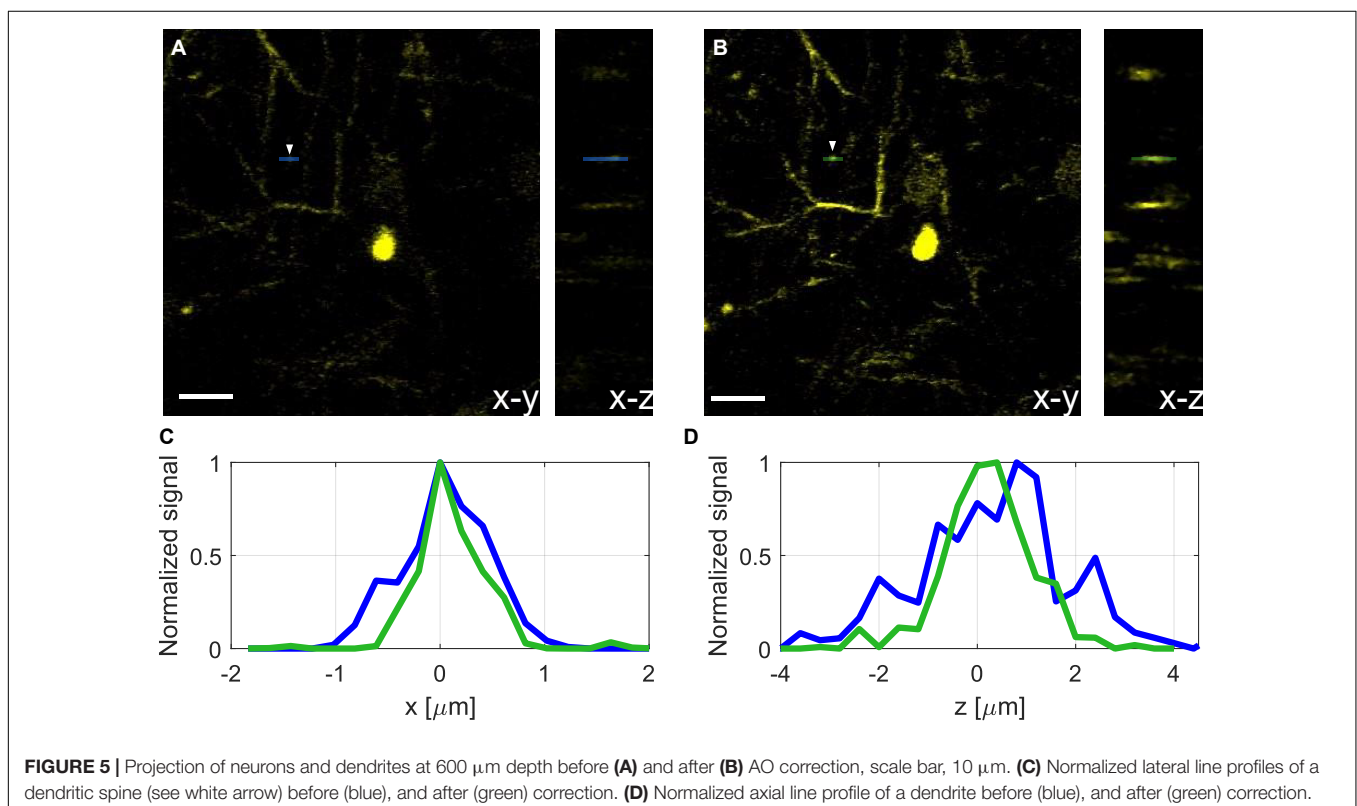 A
B
x-y
x-z
x-y
x-z
C
D
Normalized signal
1
0.5
0
-2
-1
0
1
2
x [μm]
Normalized signal
1
0.5
0
-4
-2
0
2
4
z [μm]
FIGURE 5 | Projection of neurons and dendrites at 600 μm depth before (A) and after (B) AO correction, scale bar, 10 μm. (C) Normalized lateral line profiles of a
dendritic spine (see white arrow) before (blue), and after (green) correction. (D) Normalized axial line profile of a dendrite before (blue), and after (green) correction.